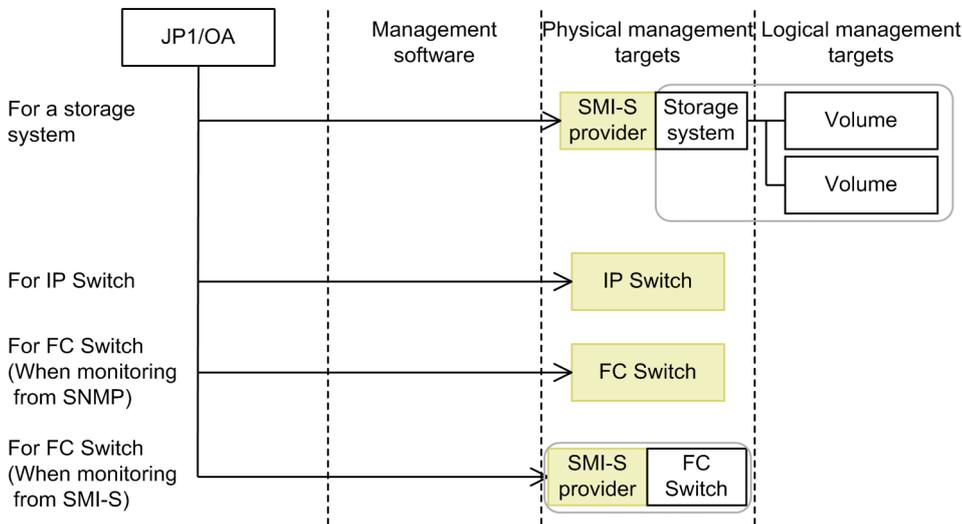 JP1/OA
Management
software
Physical management
targets
Logical management
targets
For a storage
system
SMI-S
provider
Storage
system
Volume
Volume
For IP Switch
IP Switch
For FC Switch
(When monitoring
from SNMP)
FC Switch
For FC Switch
(When monitoring
from SMI-S)
SMI-S
provider
FC
Switch